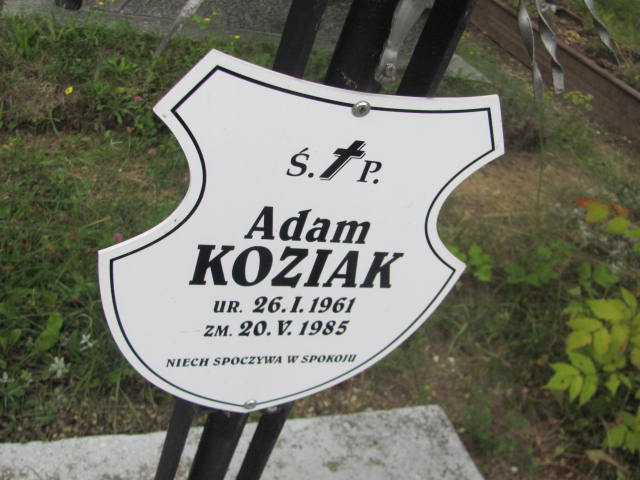 Ś. P.
Adam
KOZIAK
UR. 26. I. 1961
ZM. 20. V. 1985
NIECH SPOCZYWA W SPOKOJU